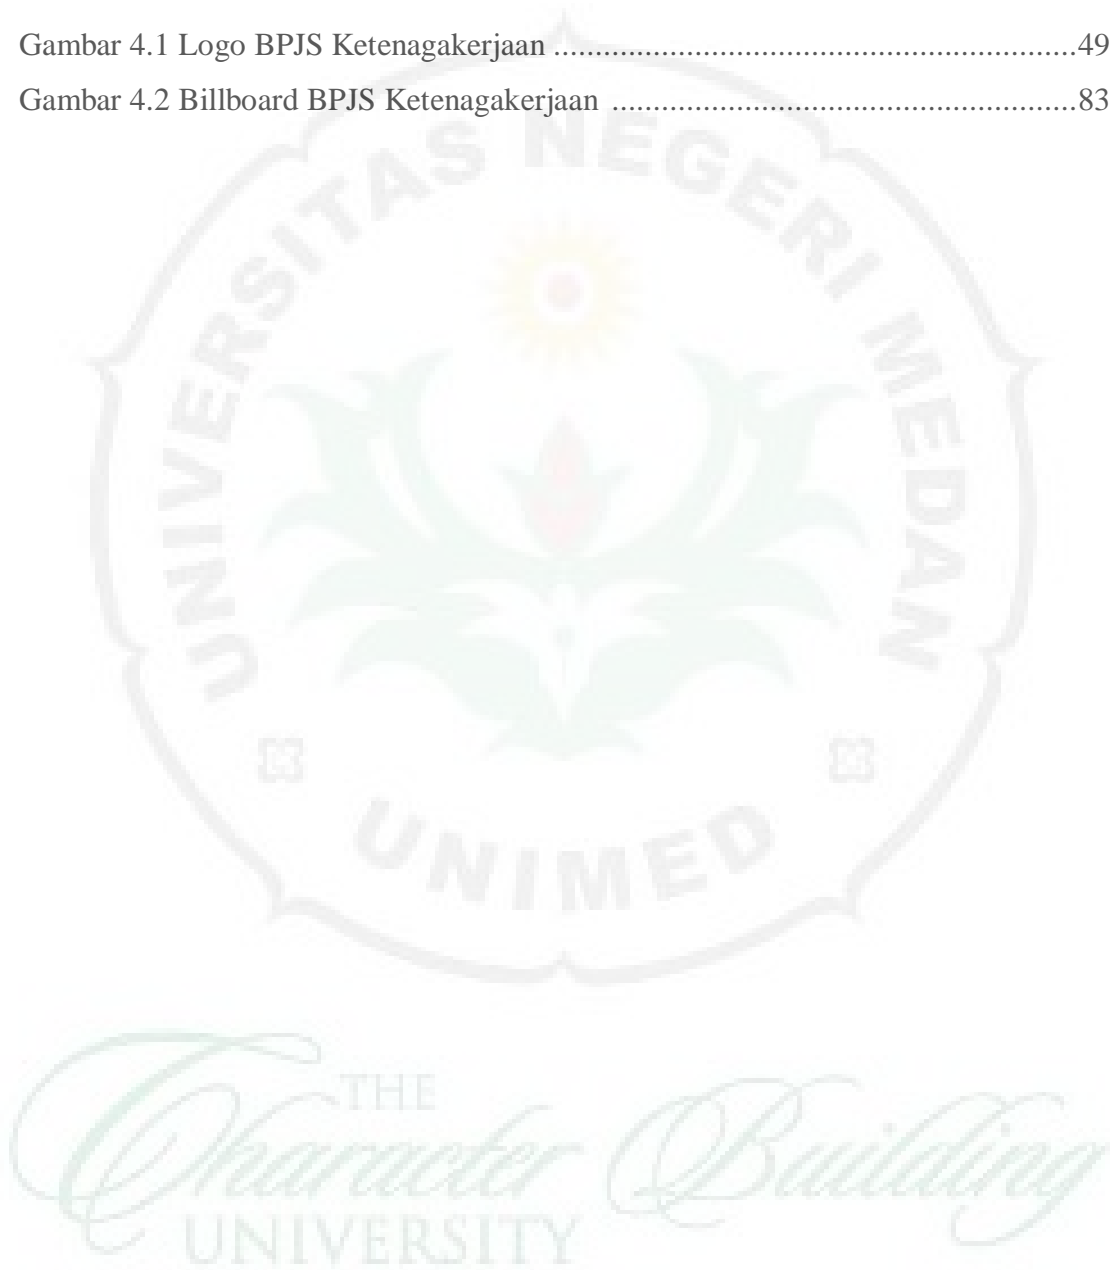 Gambar 4.1 Logo BPJS Ketenagakerjaan ...............................................................49
Gambar 4.2 Billboard BPJS Ketenagakerjaan ........................................................83
UNIVERSITAS NEGERI MEDAN
UNIMED
THE
Character Building
UNIVERSITY